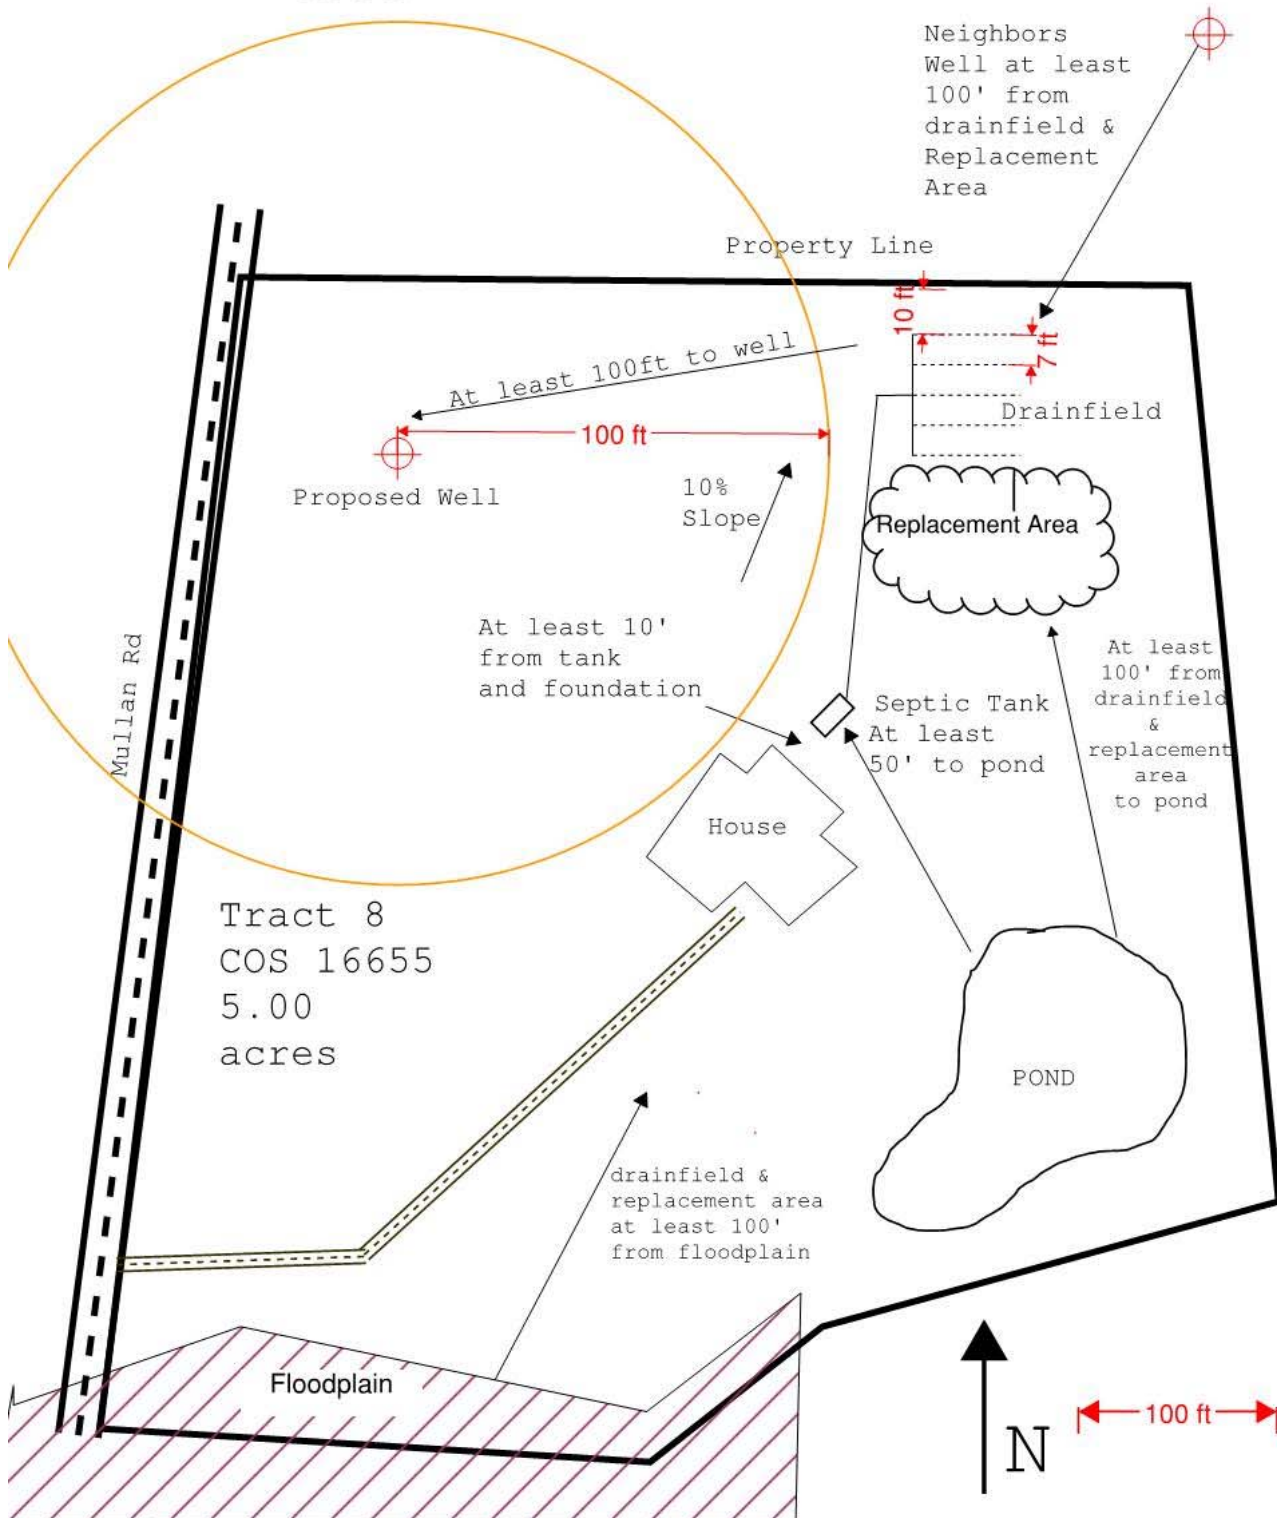 Neighbors
Well at least
100' from
drainfield &
Replacement
Area
Property Line
10 ft
7 ft
At least 100ft to well
Drainfield
100 ft
Proposed Well
10%
Slope
Replacement Area
At least 10'
from tank
and foundation
Mullan Rd
At least
100' from
drainfield
&
replacement
area
to pond
Septic Tank
At least
50' to pond
House
Tract 8
COS 16655
5.00
acres
POND
drainfield &
replacement area
at least 100'
from floodplain
Floodplain
100 ft
N